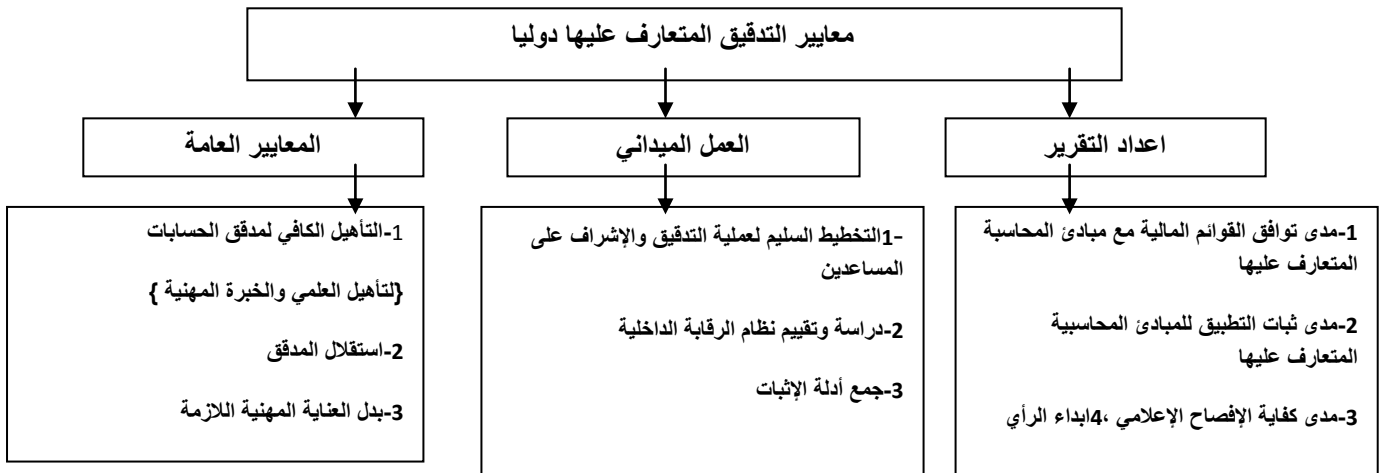 معايير التدقيق المتعارف عليها دوليا
اعداد التقرير
العمل الميداني
المعايير العامة
1-مدى توافق القوائم المالية مع مبادئ المحاسبة
المتعارف عليها
2-مدى ثبات التطبيق للمبادئ المحاسبية
المتعارف عليها
3-مدى كفاية الإفصاح الإعلامي ،4ابداء الرأي
1-التخطيط السليم لعملية التدقيق والإشراف على
المساعدين
2-دراسة وتقييم نظام الرقابة الداخلية
3-جمع أدلة الإثبات
1-التأهيل الكافي لمدقق الحسابات
{لتأهيل العلمي والخبرة المهنية }
2-استقلال المدقق
3-بدل العناية المهنية اللازمة